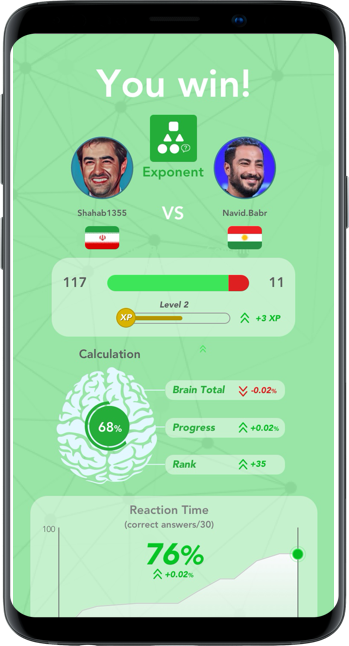 You win!
Exponent
Shahab1355
VS
Navid.Babr
117
11
Level 2
XP
+3 XP
Calculation
68%
Brain Total
-0.02%
Progress
+0.02%
Rank
+35
Reaction Time
(correct answers/30)
100
76%
+0.02%